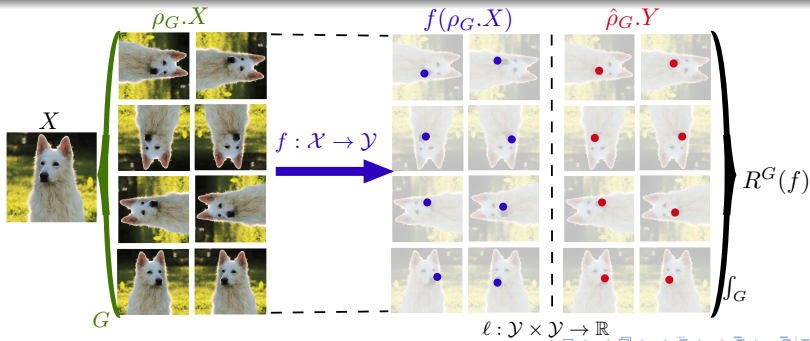 ρ_G.X
f(ρ_G.X)
ρ̂_G.Y
X
f : 𝒳 → 𝒴
R^G(f)
G
∫_G
ℓ : 𝒴 × 𝒴 → ℝ